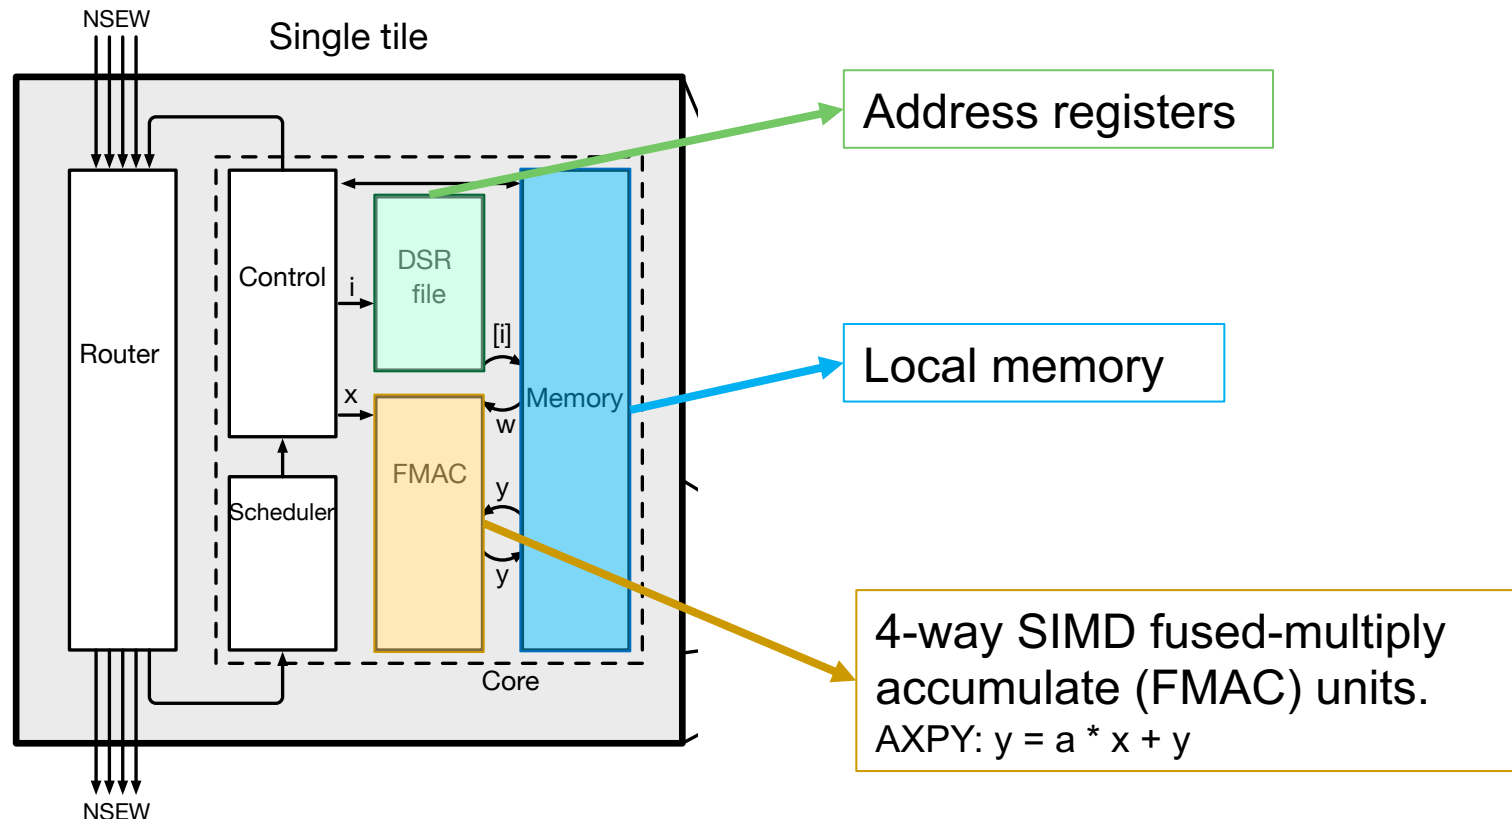 NSEW
Single tile
Address registers
Control
DSR
file
i
[i]
Router
Local memory
x
Memory
w
FMAC
y
Scheduler
y
4-way SIMD fused-multiply
accumulate (FMAC) units.
AXPY: y = a * x + y
Core
NSEW